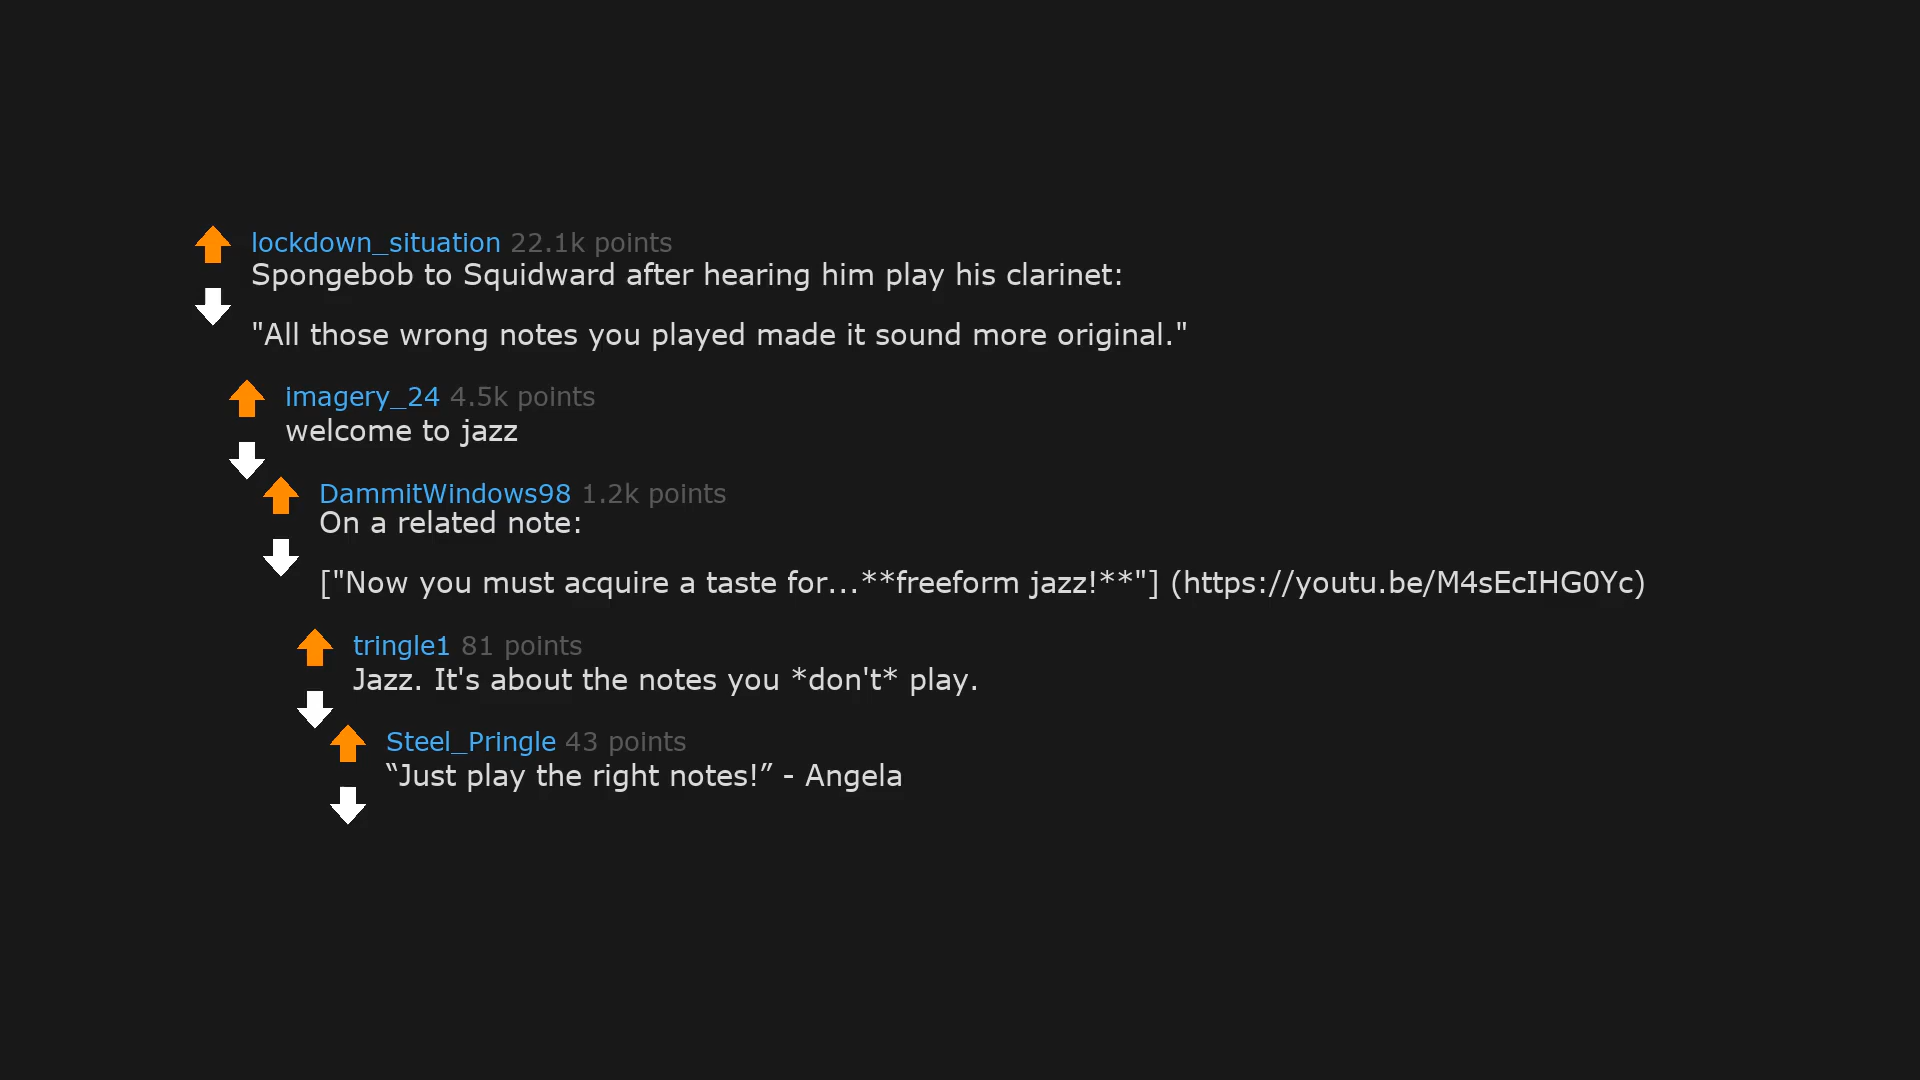 lockdown_situation 22.1k points
Spongebob to Squidward after hearing him play his clarinet:
"All those wrong notes you played made it sound more original."
imagery_24 4.5k points
welcome to jazz
DammitWindows98 1.2k points
On a related note:
["Now you must acquire a taste for...**freeform jazz!**"] (https://youtu.be/M4sEcIHG0Yc)
tringle1 81 points
Jazz. It's about the notes you *don't* play.
Steel_Pringle 43 points
“Just play the right notes!” - Angela